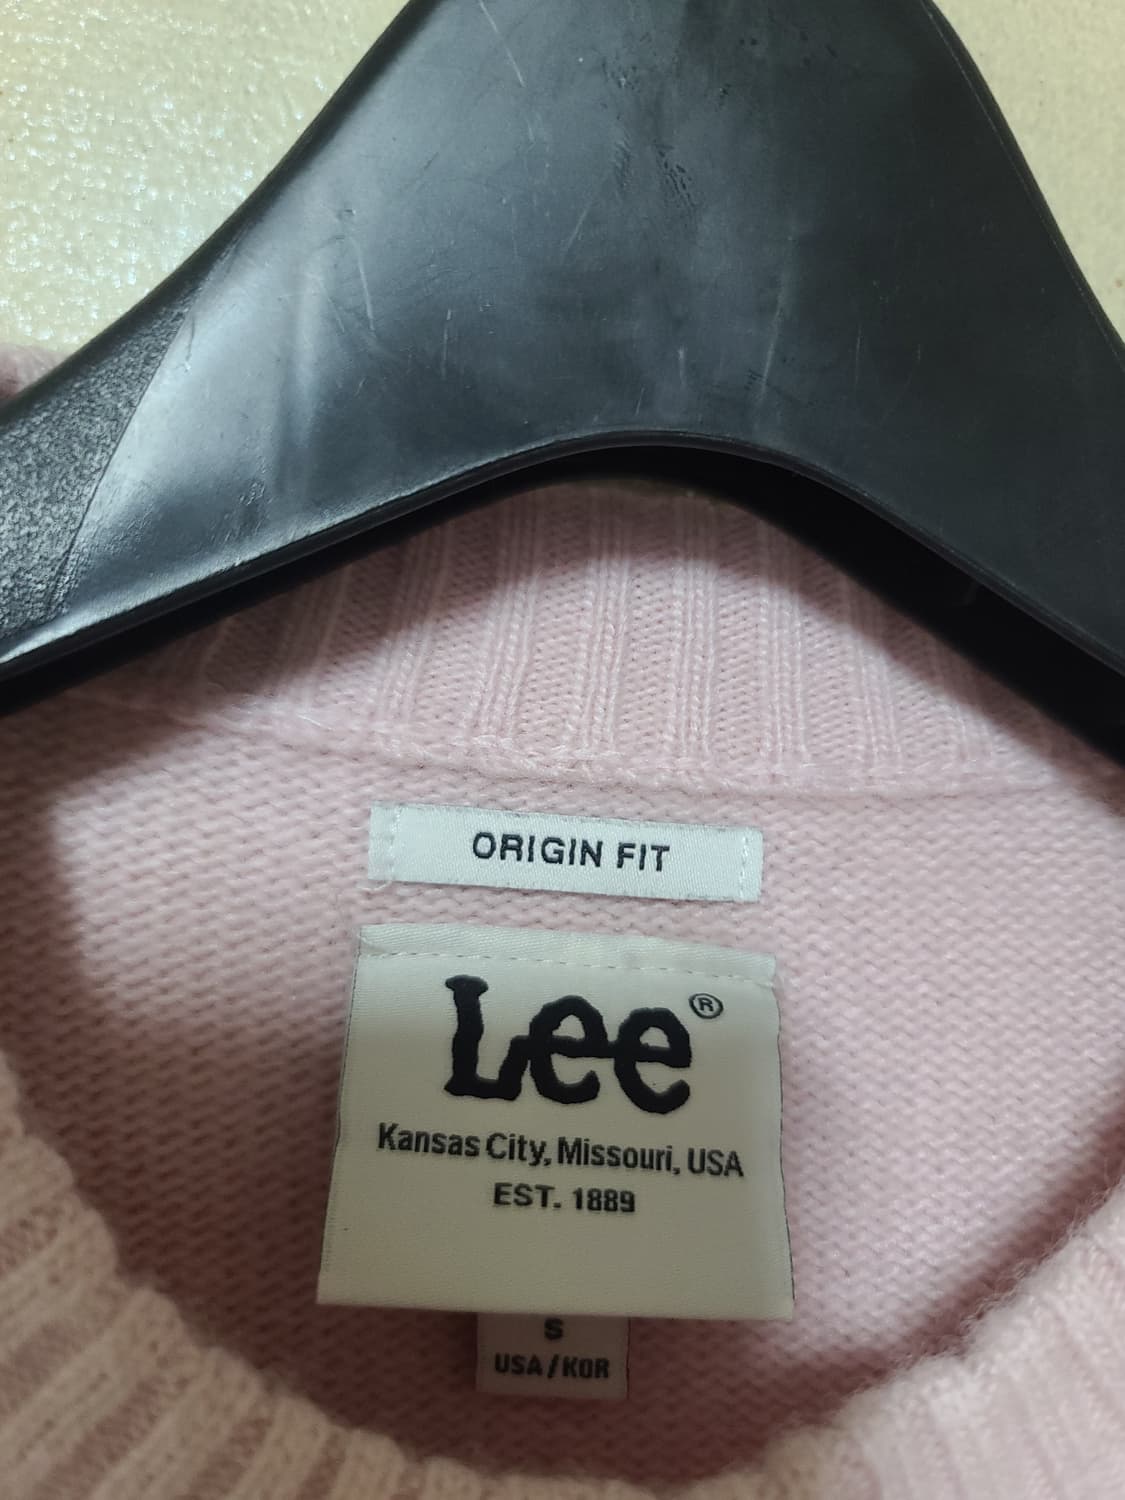 ORIGIN FIT
Lee®
Kansas City, Missouri, USA
EST. 1889
S
USA/KOR